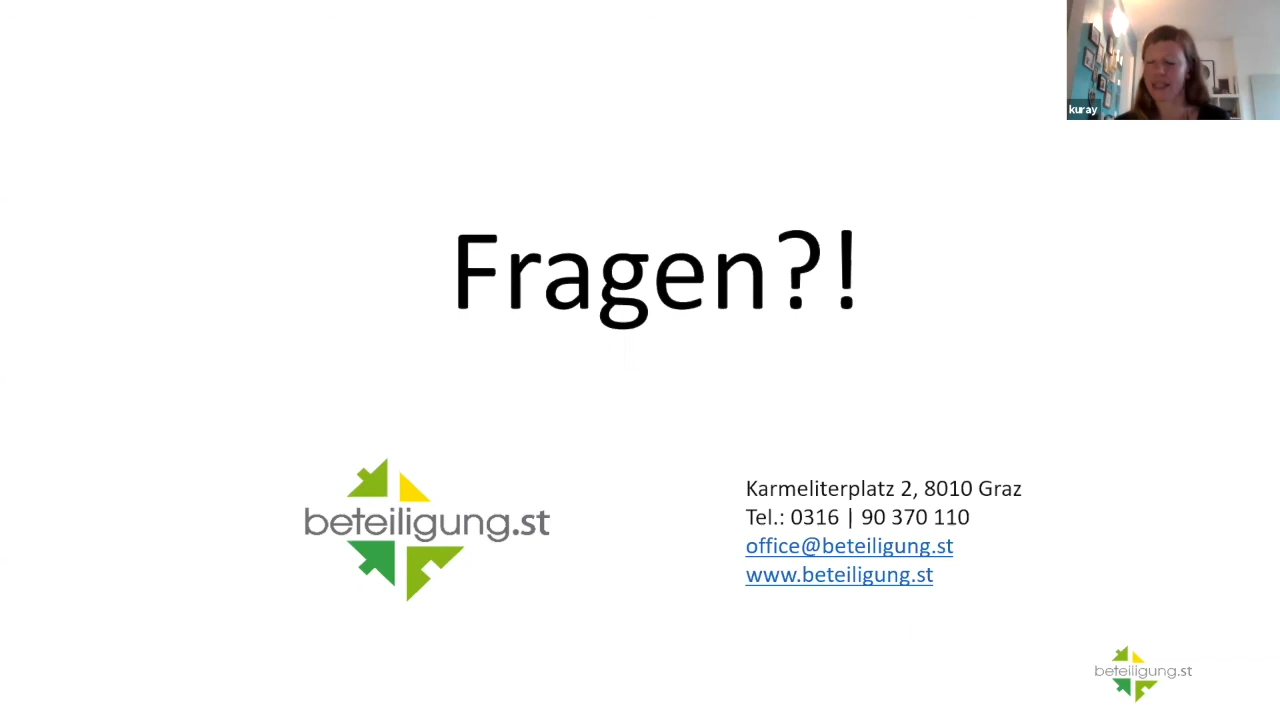 kuray
Fragen?!
beteiligung.st
Karmeliterplatz 2, 8010 Graz
Tel.: 0316 | 90 370 110
office@beteiligung.st
www.beteiligung.st
beteiligung.st